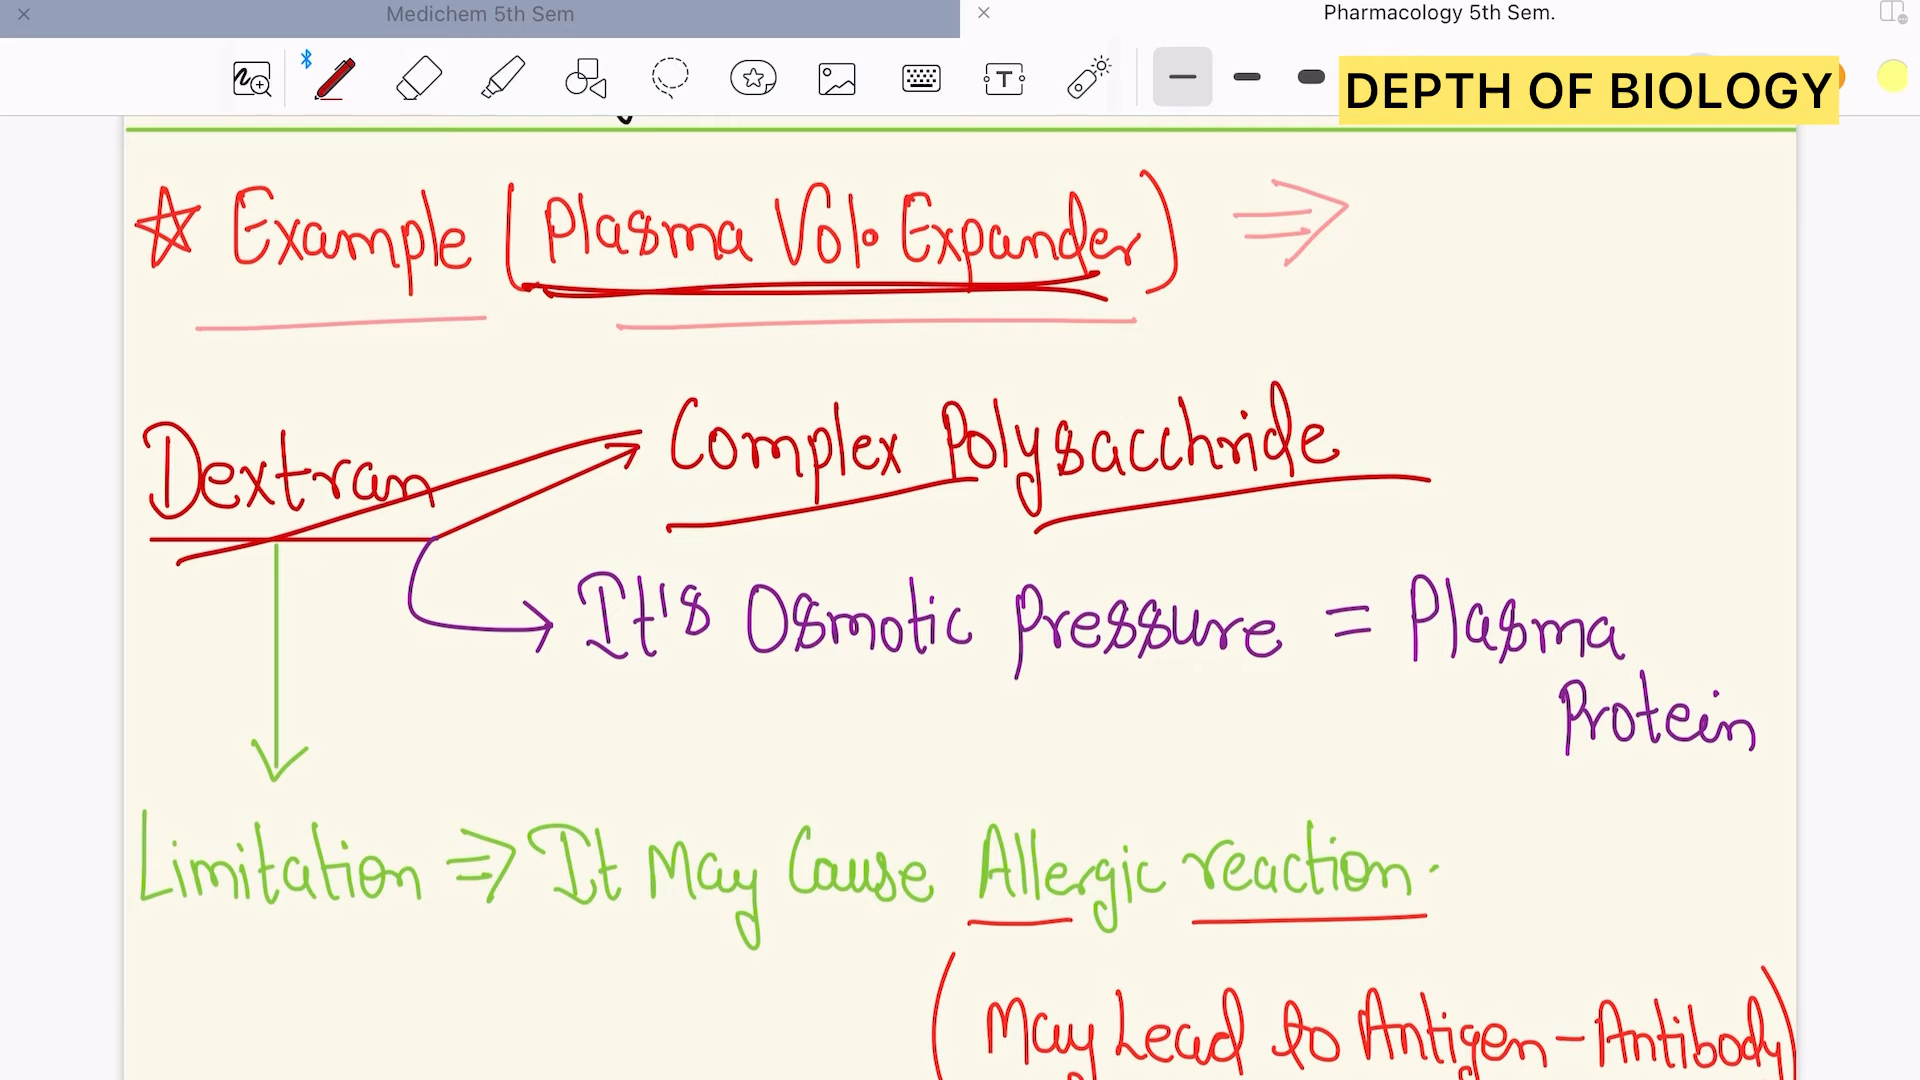 Medichem 5th Sem
Pharmacology 5th Sem.
DEPTH OF BIOLOGY
Example (Plasma Vol. Expander) ⇒
Dextran
Complex Polysacchride
It's Osmotic Pressure = Plasma
Protein
Limitation ⇒ It May Cause Allergic reaction.
(May Lead to Antigen-Antibody)